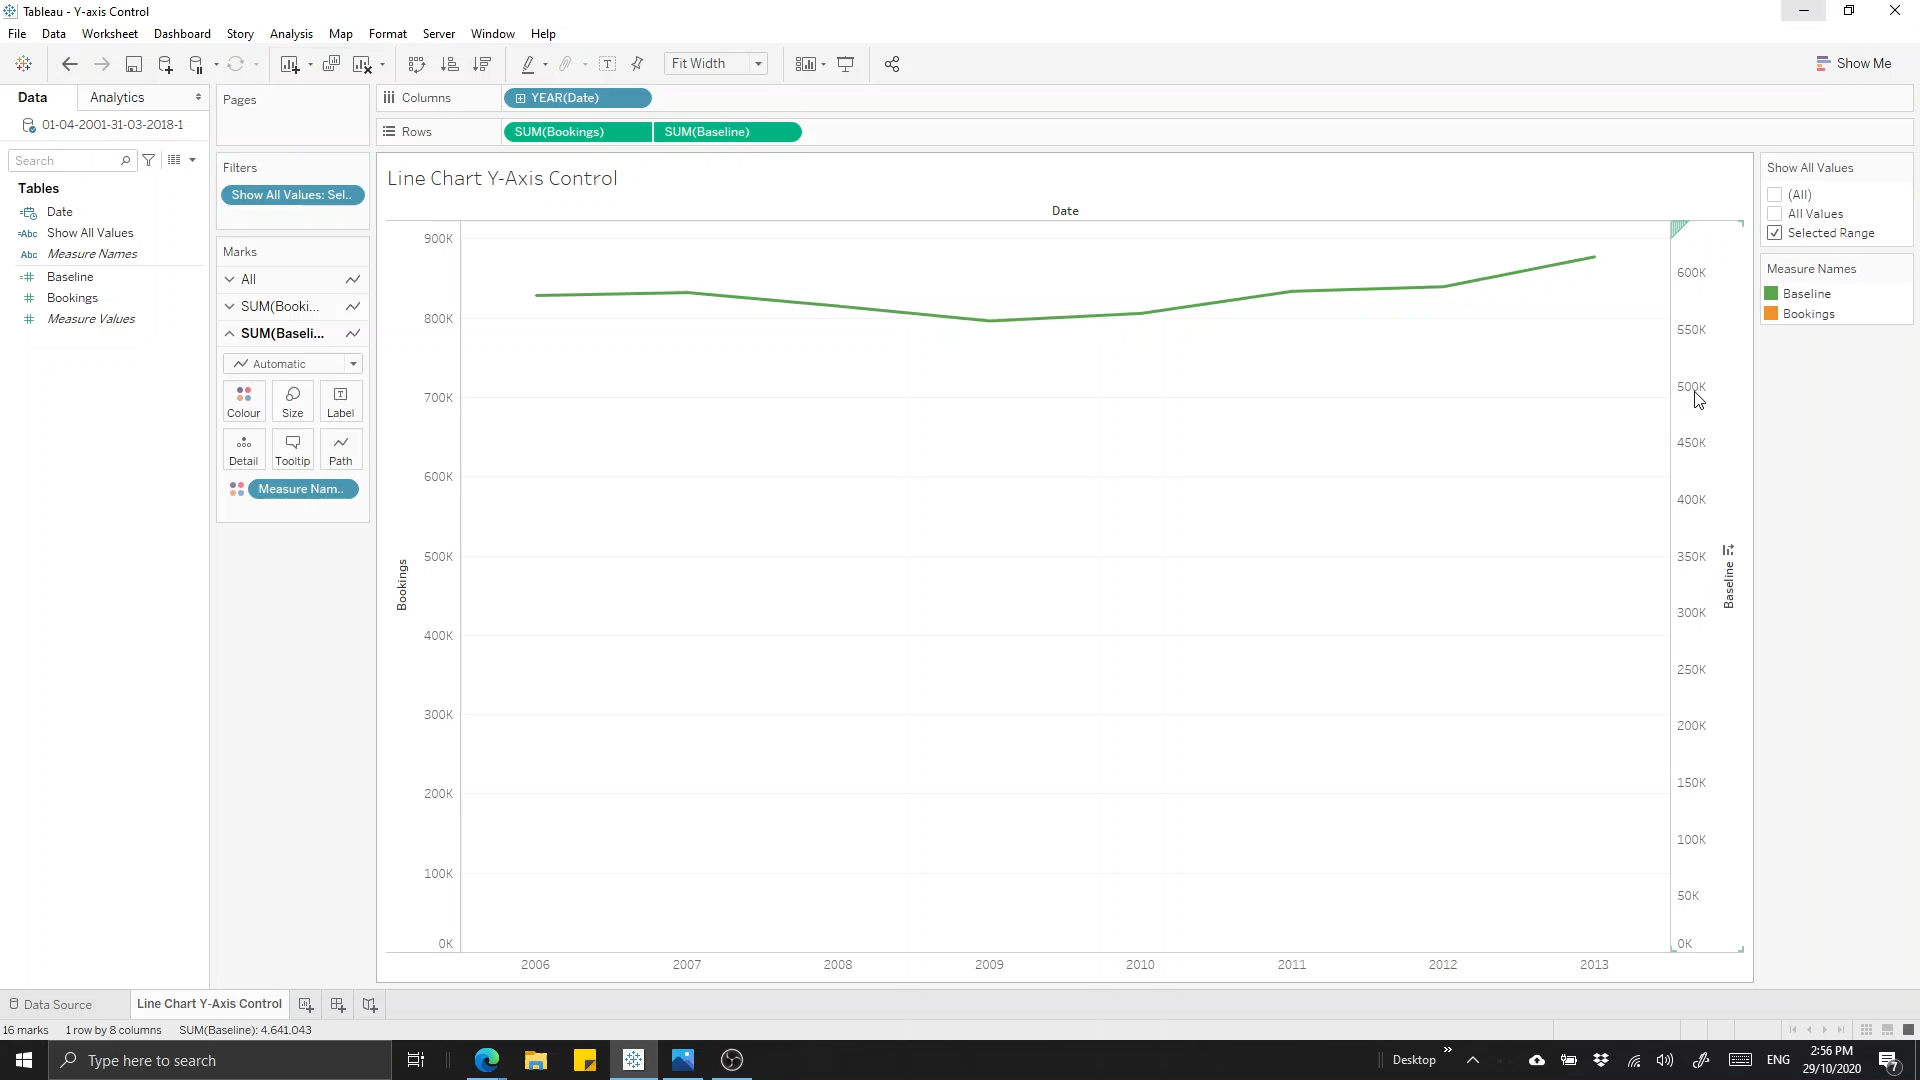 Tableau - Y-axis Control
File Data Worksheet Dashboard Story Analysis Map Format Server Window Help
Fit Width
Show Me
Data Analytics
01-04-2001-31-03-2018-1
Search
Tables
Date
Abc Show All Values
Abc Measure Names
Baseline
Bookings
Measure Values
Pages
Filters
Show All Values: Sel..
Marks
All
SUM(Booki...
SUM(Baseli...
Automatic
Colour Size Label
Detail Tooltip Path
Measure Nam..
Columns YEAR(Date)
Rows SUM(Bookings) SUM(Baseline)
Line Chart Y-Axis Control
Date
900K
800K
700K
600K
500K
400K
300K
200K
100K
0K
Bookings
2006 2007 2008 2009 2010 2011 2012 2013
600K
550K
500K
450K
400K
350K
300K
250K
200K
150K
100K
50K
0K
Baseline
Show All Values
(All)
All Values
Selected Range
Measure Names
Baseline
Bookings
Data Source Line Chart Y-Axis Control
16 marks 1 row by 8 columns SUM(Baseline): 4,641,043
Type here to search
Desktop
ENG
2:56 PM
29/10/2020
7